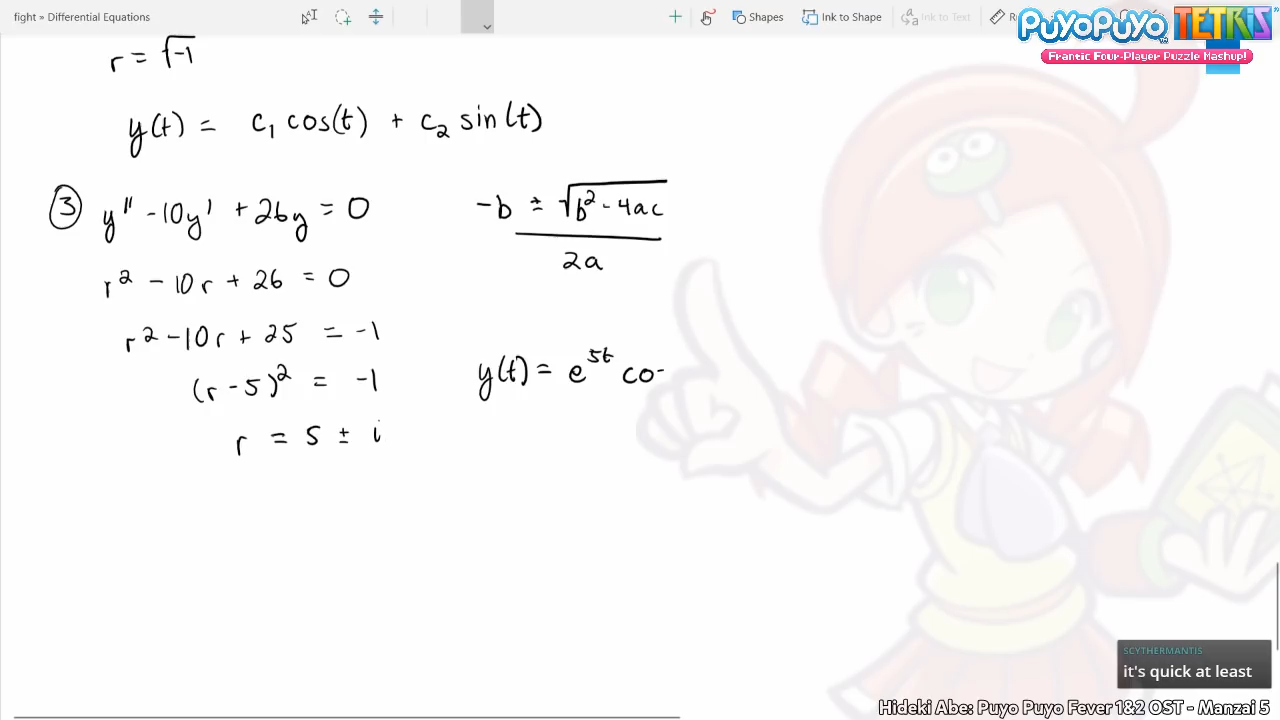 fight » Differential Equations
Shapes
Ink to Shape
Ink to Text
PuyoPuyo TETRIS
Frantic Four-Player Puzzle Mashup!
r = √-1
y(t) = c₁ cos(t) + c₂ sin(t)
③ y'' - 10y' + 26y = 0
-b ± √b² - 4ac
2a
r² - 10r + 26 = 0
r² - 10r + 25 = -1
(r - 5)² = -1
y(t) = e^5t co
r = 5 ± i
SCYTHERMANTIS
it's quick at least
Hideki Abe: Puyo Puyo Fever 1&2 OST - Manzai 5